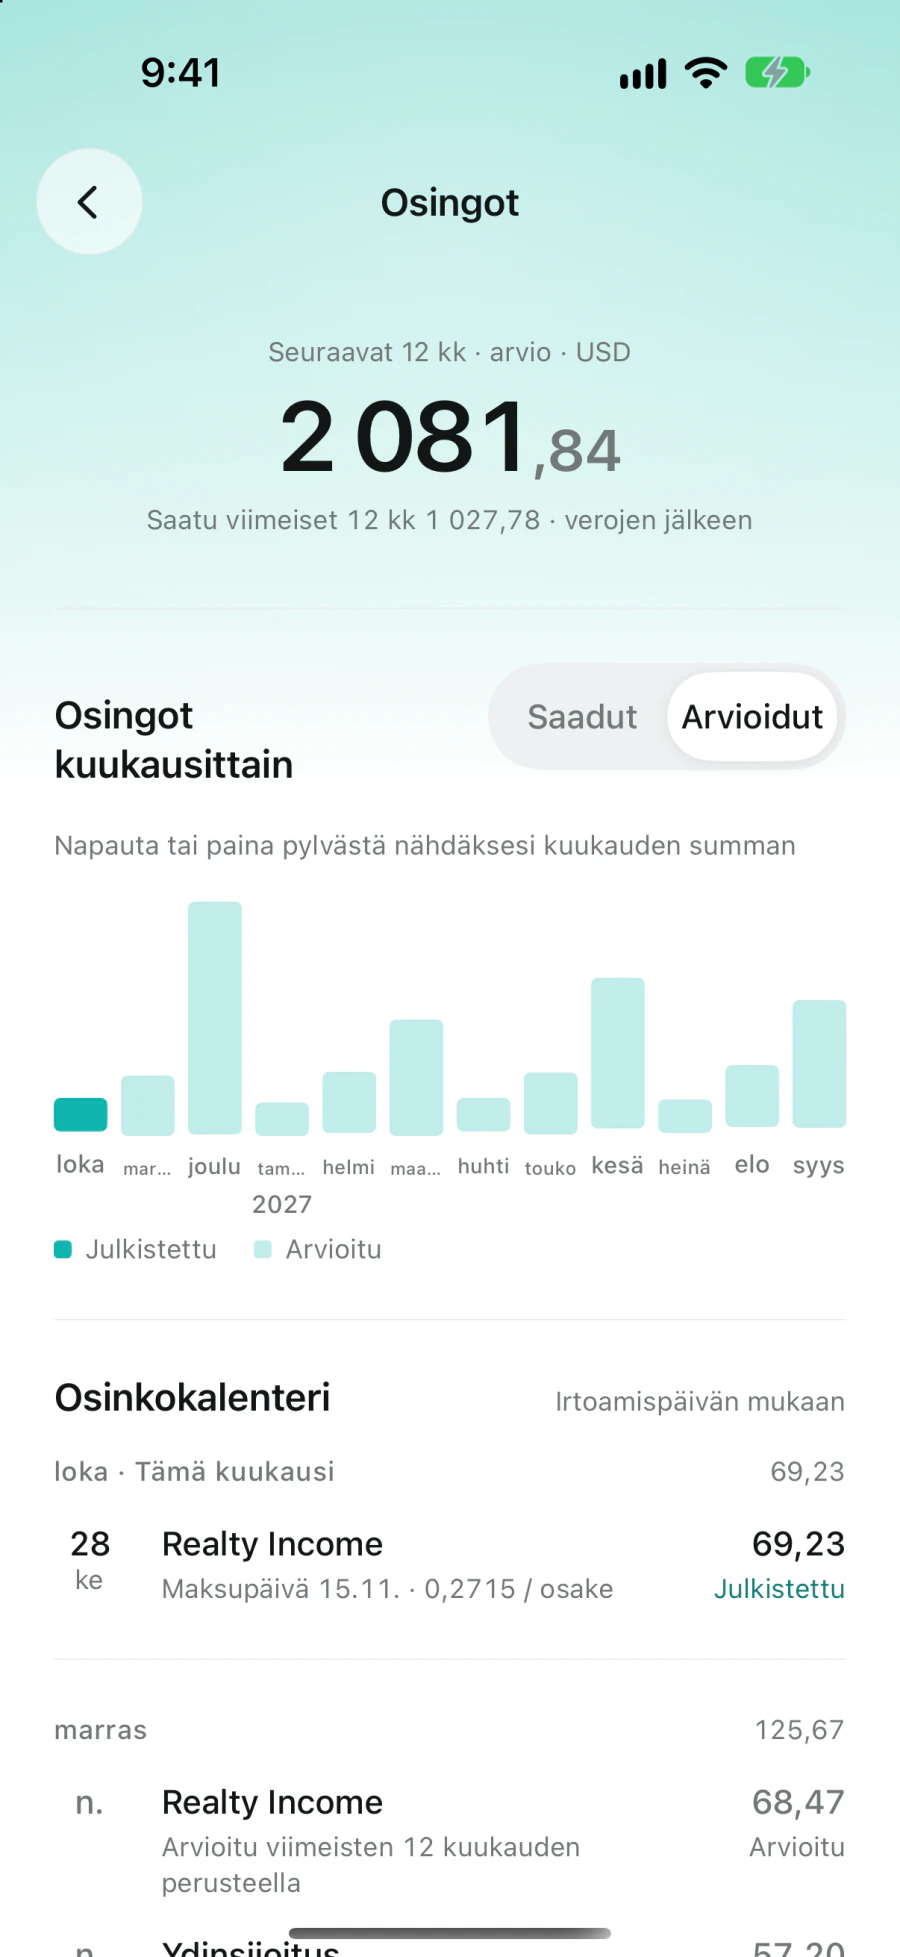 9:41
Osingot
Seuraavat 12 kk · arvio · USD
2 081,84
Saatu viimeiset 12 kk 1 027,78 · verojen jälkeen
Osingot
kuukausittain
Saadut
Arvioidut
Napauta tai paina pylvästä nähdäksesi kuukauden summan
loka mar... joulu tam... helmi maa... huhti touko kesä heinä elo syys
2027
Julkistettu Arvioitu
Osinkokalenteri
Irtoamispäivän mukaan
loka · Tämä kuukausi 69,23
28 Realty Income 69,23
ke Maksupäivä 15.11. · 0,2715 / osake Julkistettu
marras 125,67
n. Realty Income 68,47
Arvioitu viimeisten 12 kuukauden Arvioitu
perusteella
n. Ydinsijoitus 57,20